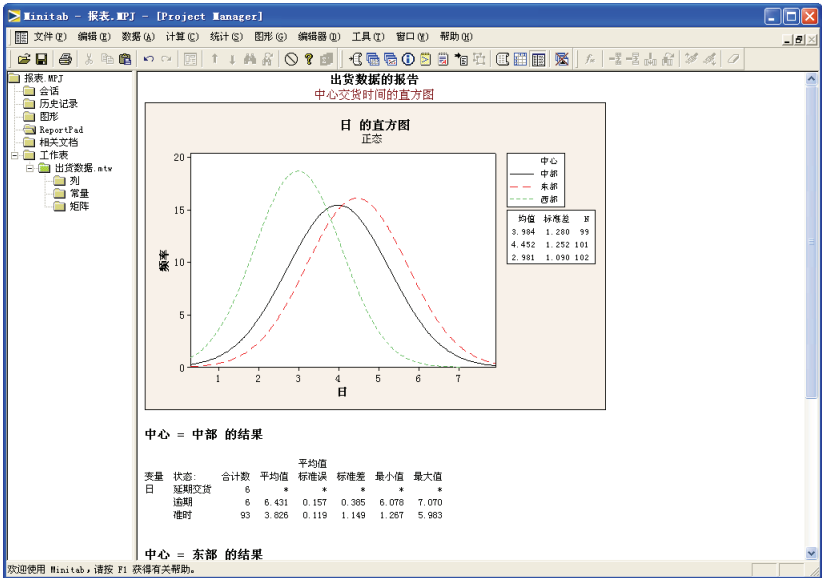 Minitab - 报表.MPJ - [Project Manager]
文件(F) 编辑(E) 数据(A) 计算(C) 统计(S) 图形(G) 编辑器(D) 工具(T) 窗口(W) 帮助(H)
报表.MPJ
会话
历史记录
图形
ReportPad
相关文档
工作表
出货数据.mtw
列
常量
矩阵
出货数据的报告
中心交货时间的直方图
日 的直方图
正态
频率
20
15
10
5
0
1 2 3 4 5 6 7
日
中心
中部
东部
西部
均值 标准差 N
3.984 1.280 99
4.452 1.252 101
2.981 1.090 102
中心 = 中部 的结果
平均值
变量 状态: 合计数 平均值 标准误 标准差 最小值 最大值
日 延期交货 6 * * * * *
逾期 6 6.431 0.157 0.385 6.078 7.070
准时 93 3.826 0.119 1.149 1.267 5.983
中心 = 东部 的结果
欢迎使用 Minitab，请按 F1 获得有关帮助。